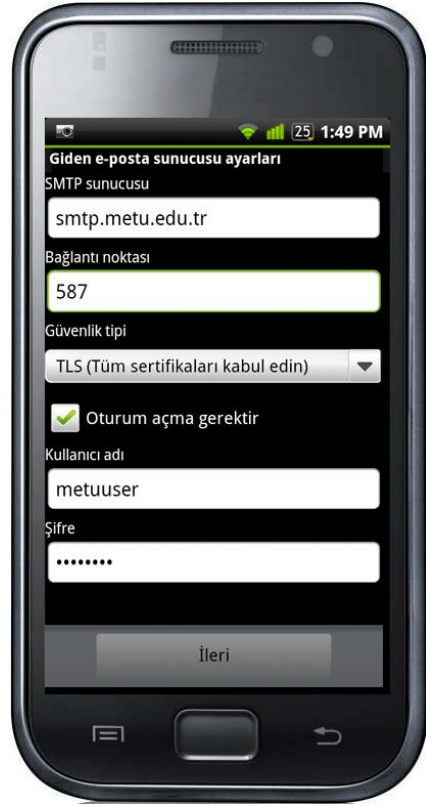 25 1:49 PM
Giden e-posta sunucusu ayarları
SMTP sunucusu
smtp.metu.edu.tr
Bağlantı noktası
587
Güvenlik tipi
TLS (Tüm sertifikaları kabul edin)
Oturum açma gerektir
Kullanıcı adı
metuuser
Şifre
••••••••
İleri